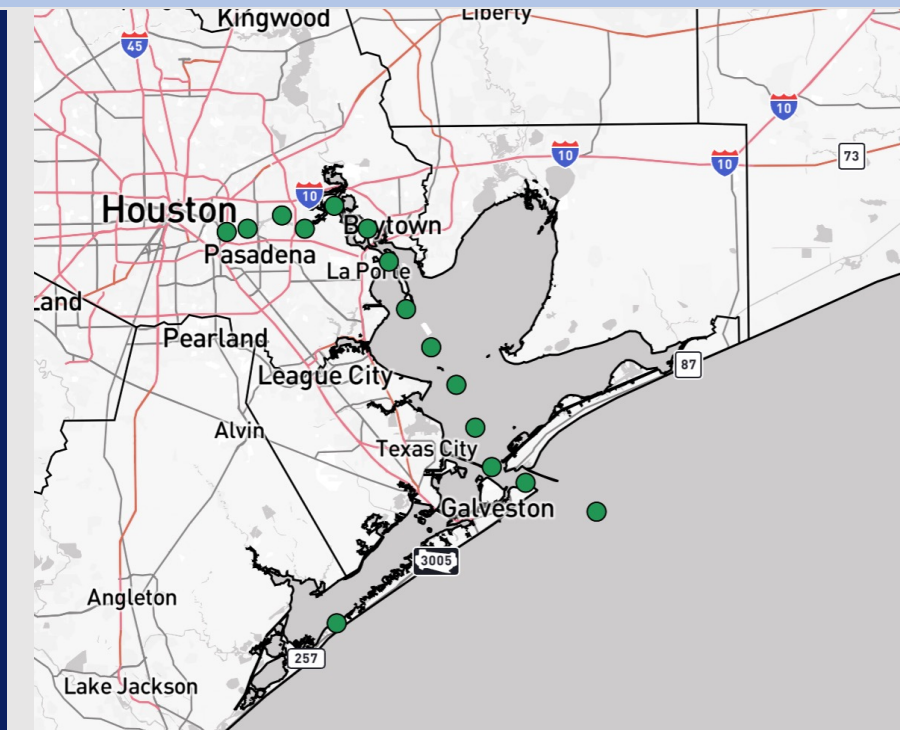 Kingwood
Liberty
45
10
73
10
10
Houston
Baytown
Pasadena
La Porte
Land
Pearland
87
League City
Alvin
Texas City
Galveston
3005
Angleton
257
Lake Jackson